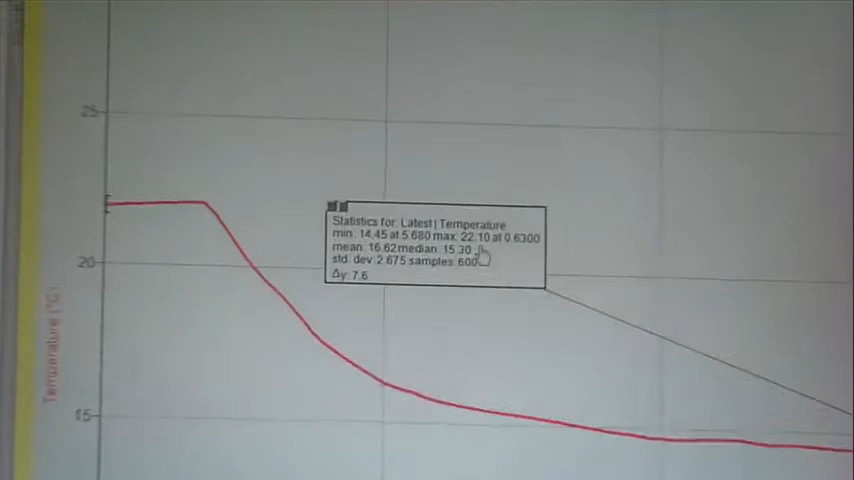 25
Statistics for: Latest | Temperature
min: 14.45 at 5.680 max: 22.10 at 0.6300
mean: 16.62 median: 15.30
std. dev: 2.675 samples: 600
Δy: 7.6
20
Temperature (°C)
15